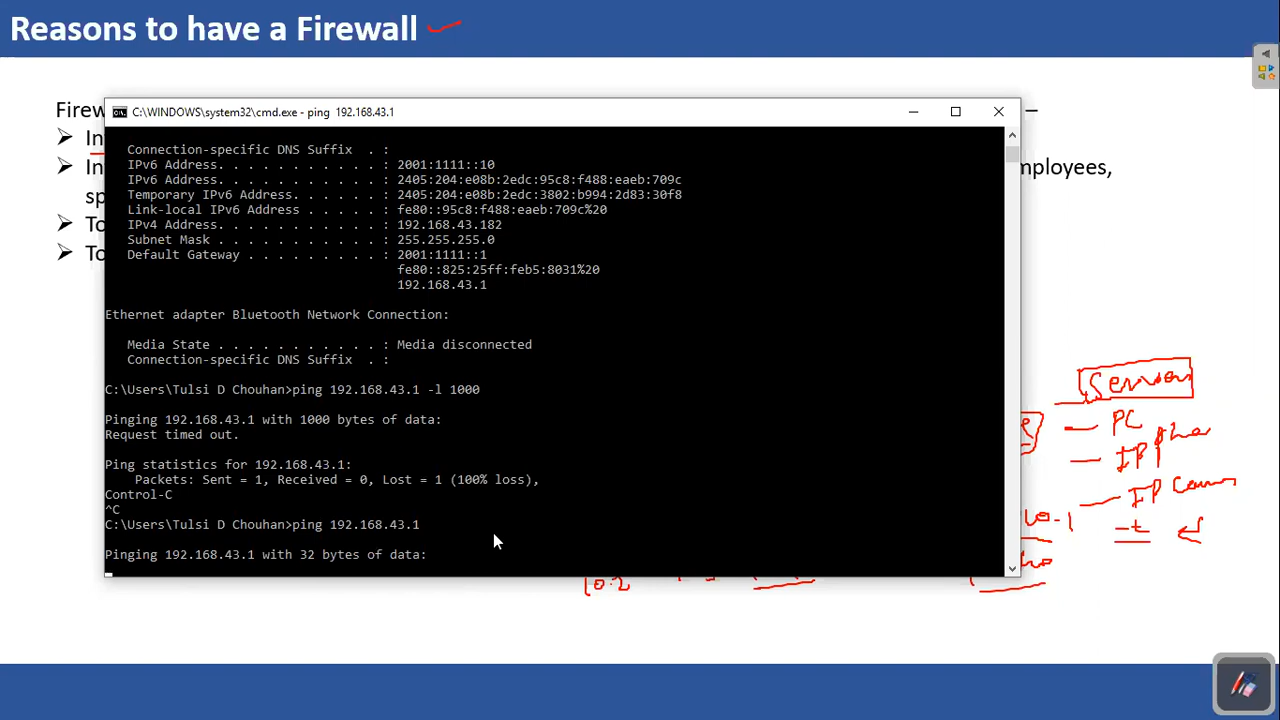 Reasons to have a Firewall
Firew
C:\WINDOWS\system32\cmd.exe - ping 192.168.43.1
–
In
In
mployees,
sp
To
To
Connection-specific DNS Suffix . :
IPv6 Address. . . . . . . . . . . : 2001:1111::10
IPv6 Address. . . . . . . . . . . : 2405:204:e08b:2edc:95c8:f488:eaeb:709c
Temporary IPv6 Address. . . . . . : 2405:204:e08b:2edc:3802:b994:2d83:30f8
Link-local IPv6 Address . . . . . : fe80::95c8:f488:eaeb:709c%20
IPv4 Address. . . . . . . . . . . : 192.168.43.182
Subnet Mask . . . . . . . . . . . : 255.255.255.0
Default Gateway . . . . . . . . . : 2001:1111::1
fe80::825:25ff:feb5:8031%20
192.168.43.1
Ethernet adapter Bluetooth Network Connection:
Media State . . . . . . . . . . . : Media disconnected
Connection-specific DNS Suffix . :
C:\Users\Tulsi D Chouhan>ping 192.168.43.1 -l 1000
Pinging 192.168.43.1 with 1000 bytes of data:
Request timed out.
Ping statistics for 192.168.43.1:
Packets: Sent = 1, Received = 0, Lost = 1 (100% loss),
Control-C
^C
C:\Users\Tulsi D Chouhan>ping 192.168.43.1
Pinging 192.168.43.1 with 32 bytes of data:
Server
PC
IP
IP Cam
10.1
-t
10.2